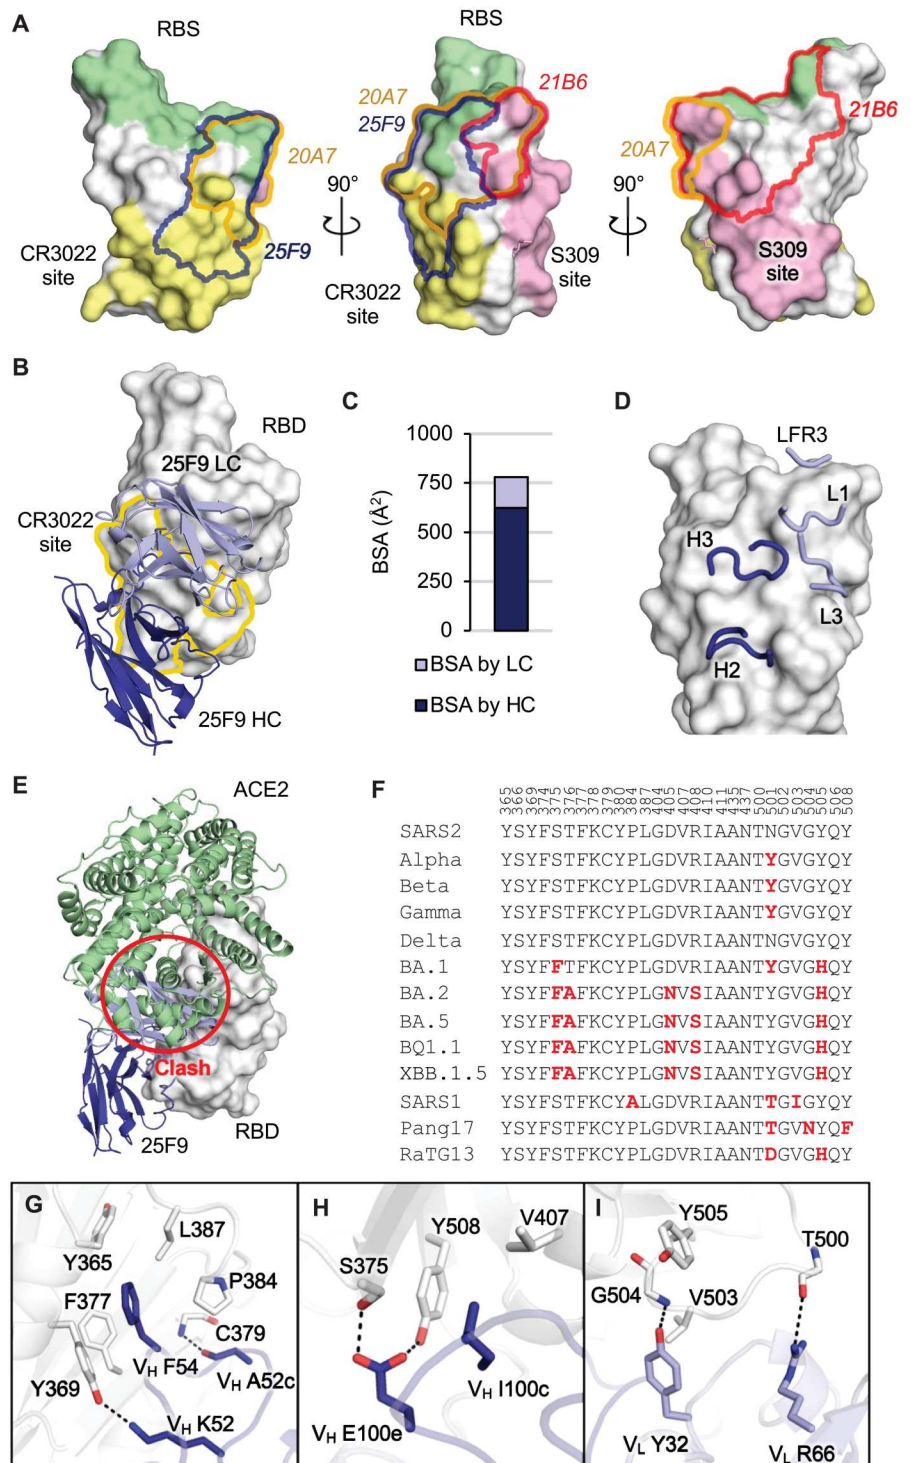 A
RBS
RBS
20A7
25F9
21B6
21B6
20A7
20A7
90°
90°
25F9
CR3022
site
CR3022
site
S309
site
S309
site
B
RBD
25F9 LC
CR3022
site
25F9 HC
C
1000
750
500
250
0
BSA (Å²)
BSA by LC
BSA by HC
D
LFR3
L1
H3
L3
H2
E
ACE2
Clash
25F9
RBD
F
365 366 369 374 375 376 377 378 379 380 384 387 404 405 407 408 410 411 435 437 500 501 502 503 504 505 506 508
SARS2 YSYFSTFKCYPLGDVRIAANTNGVGYQY
Alpha YSYFSTFKCYPLGDVRIAANTYGVGYQY
Beta YSYFSTFKCYPLGDVRIAANTYGVGYQY
Gamma YSYFSTFKCYPLGDVRIAANTYGVGYQY
Delta YSYFSTFKCYPLGDVRIAANTNGVGYQY
BA.1 YSYFFTFKCYPLGDVRIAANTYGVGHQY
BA.2 YSYFFAFKCYPLGNVSIAANTYGVGHQY
BA.5 YSYFFAFKCYPLGNVSIAANTYGVGHQY
BQ1.1 YSYFFAFKCYPLGNVSIAANTYGVGHQY
XBB.1.5 YSYFFAFKCYPLGNVSIAANTYGVGHQY
SARS1 YSYFSTFKCYALGDVRIAANTTGIGYQY
Pang17 YSYFSTFKCYPLGDVRIAANTTGVNYQF
RaTG13 YSYFSTFKCYPLGDVRIAANTDGVGHQY
G
L387
Y365
P384
F377
C379
VH F54
VH A52c
Y369
VH K52
H
V407
Y508
S375
VH I100c
VH E100e
I
Y505
T500
G504
V503
VL Y32
VL R66